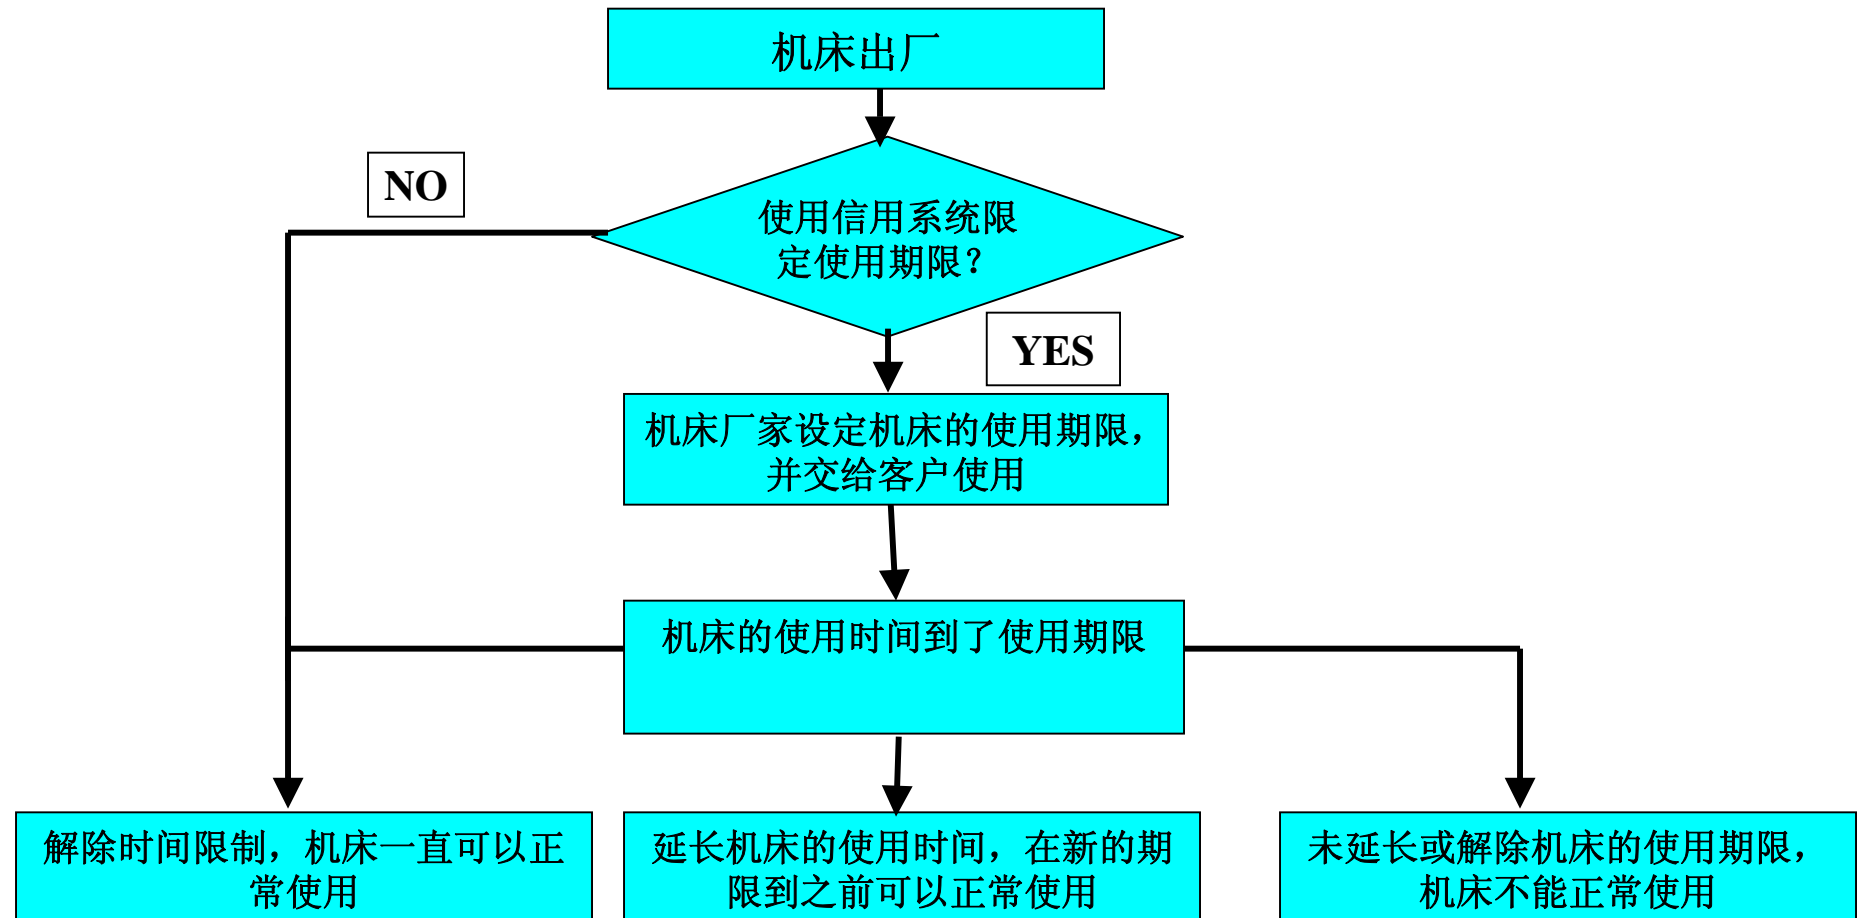 机床出厂
NO
使用信用系统限
定使用期限？
YES
机床厂家设定机床的使用期限，
并交给客户使用
机床的使用时间到了使用期限
解除时间限制，机床一直可以正
常使用
延长机床的使用时间，在新的期
限到之前可以正常使用
未延长或解除机床的使用期限，
机床不能正常使用